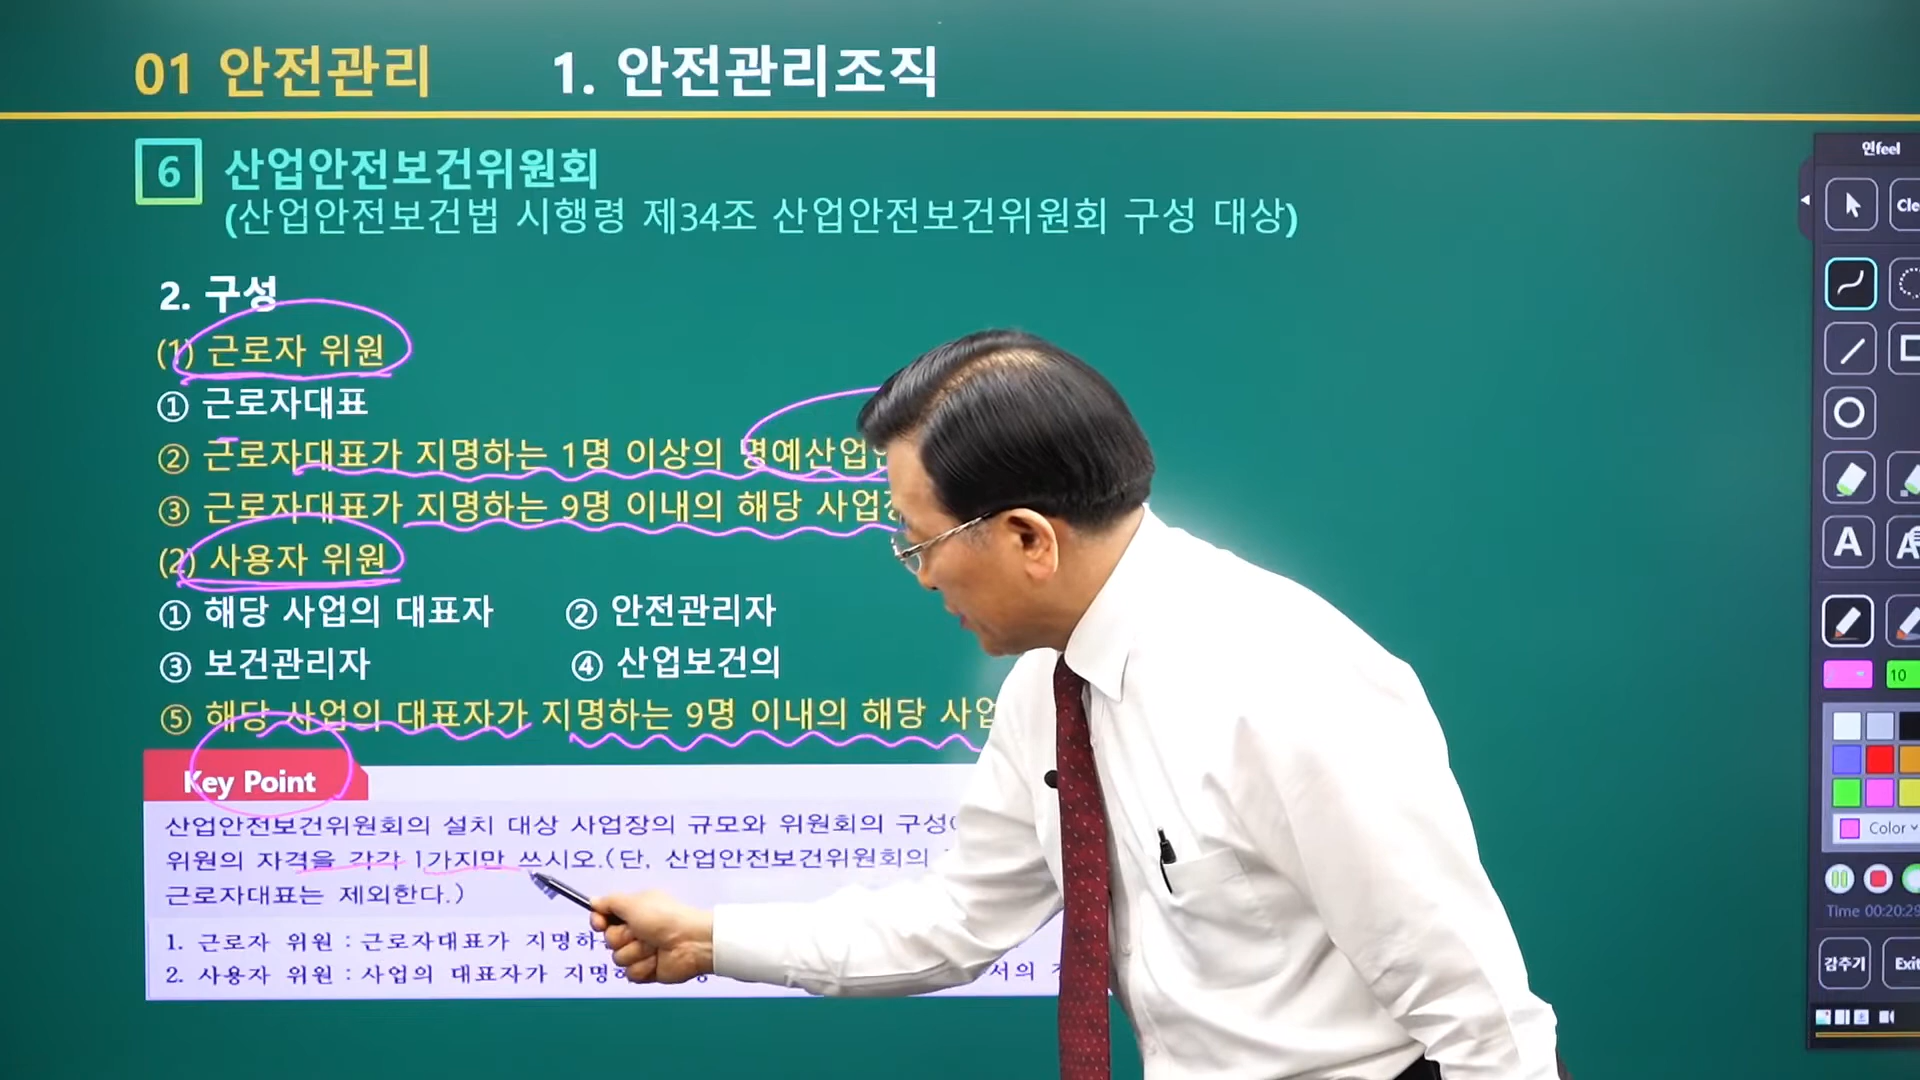 01 안전관리 1. 안전관리조직
6 산업안전보건위원회
(산업안전보건법 시행령 제34조 산업안전보건위원회 구성 대상)
2. 구성
(1) 근로자 위원
① 근로자대표
② 근로자대표가 지명하는 1명 이상의 명예산업
③ 근로자대표가 지명하는 9명 이내의 해당 사업
(2) 사용자 위원
① 해당 사업의 대표자 ② 안전관리자
③ 보건관리자 ④ 산업보건의
⑤ 해당 사업의 대표자가 지명하는 9명 이내의 해당 사업
Key Point
산업안전보건위원회의 설치 대상 사업장의 규모와 위원회의 구성
위원의 자격을 각각 1가지만 쓰시오.(단, 산업안전보건위원회의
근로자대표는 제외한다.)
1. 근로자 위원 : 근로자대표가 지명하
2. 사용자 위원 : 사업의 대표자가 지명 서의
연feel
Cle
A
10
Color
Time 00:20:29
감추기 Exit